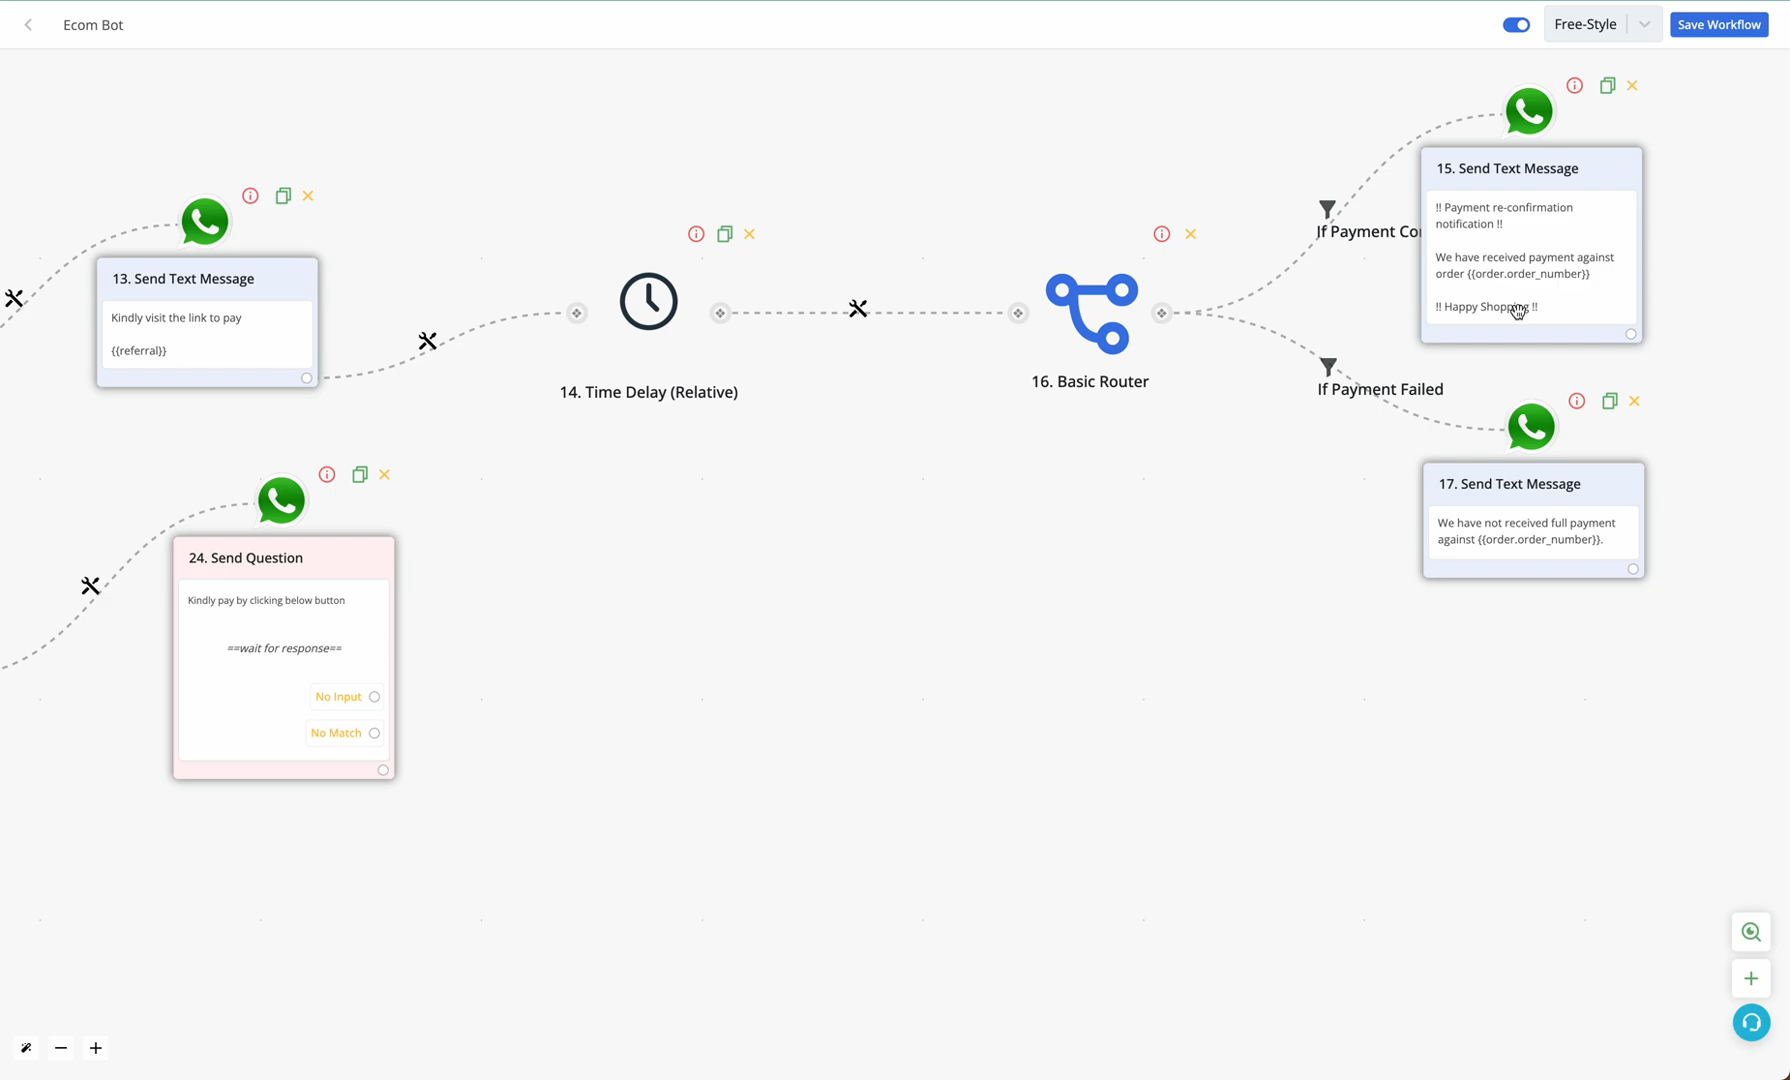 Ecom Bot
Free-Style
Save Workflow
15. Send Text Message
!! Payment re-confirmation
notification !!
We have received payment against
order {{order.order_number}}
!! Happy Shopping !!
If Payment Co
13. Send Text Message
Kindly visit the link to pay
{{referral}}
14. Time Delay (Relative)
16. Basic Router
If Payment Failed
17. Send Text Message
We have not received full payment
against {{order.order_number}}.
24. Send Question
Kindly pay by clicking below button
==wait for response==
No Input
No Match